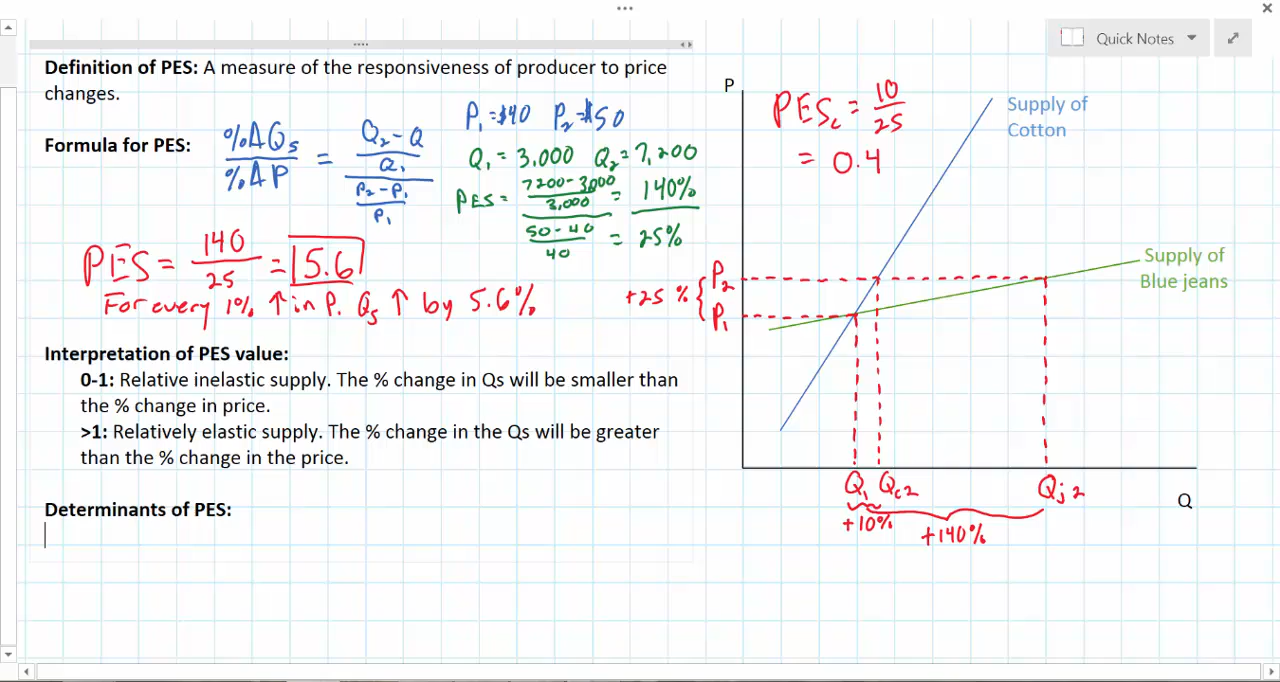 Quick Notes
Definition of PES: A measure of the responsiveness of producer to price
changes.
Formula for PES:
%ΔQs / %ΔP = (Q2 - Q / Q1) / (P2 - P1 / P1)
P1 = $40 P2 = $50
Q1 = 3,000 Q2 = 7,200
PES = (7200 - 3,000 / 3,000) / (50 - 40 / 40) = 140% / = 25%
PES = 140 / 25 = 5.6
For every 1% ↑ in P. Qs ↑ by 5.6%
Interpretation of PES value:
0-1: Relative inelastic supply. The % change in Qs will be smaller than
the % change in price.
>1: Relatively elastic supply. The % change in the Qs will be greater
than the % change in the price.
Determinants of PES:
P
PESc = 10 / 25
= 0.4
Supply of
Cotton
Supply of
Blue jeans
P2
+25 %
P1
Q1 Qc2 Qj2
Q
+10%
+140%